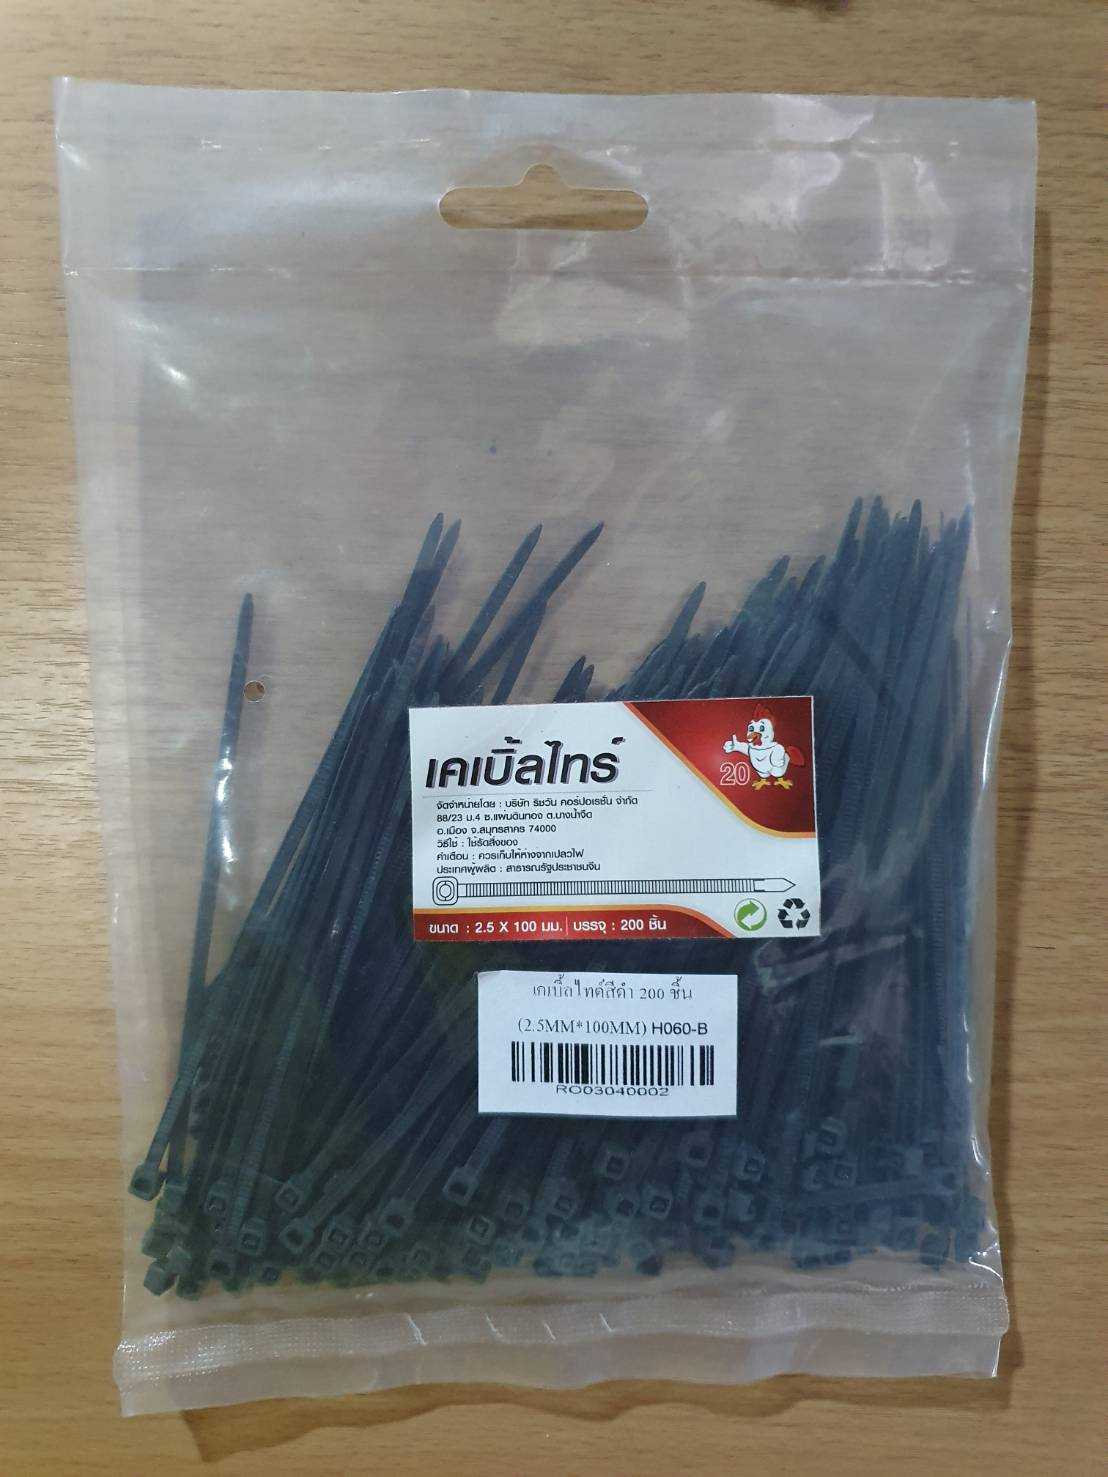 เคเบิ้ลไทร์
20
จัดจำหน่ายโดย : บริษัท ริชวัน คอร์ปอเรชั่น จำกัด
88/23 ม.4 ซ.แผ่นดินทอง ต.บางน้ำจืด
อ.เมือง จ.สมุทรสาคร 74000
วิธีใช้ : ใช้รัดสิ่งของ
คำเตือน : ควรเก็บให้ห่างจากเปลวไฟ
ประเทศผู้ผลิต : สาธารณรัฐประชาชนจีน
ขนาด : 2.5 X 100 มม. บรรจุ : 200 ชิ้น
เคเบิ้ลไทด์สีดำ 200 ชิ้น
(2.5MM*100MM) H060-B
RO03040002